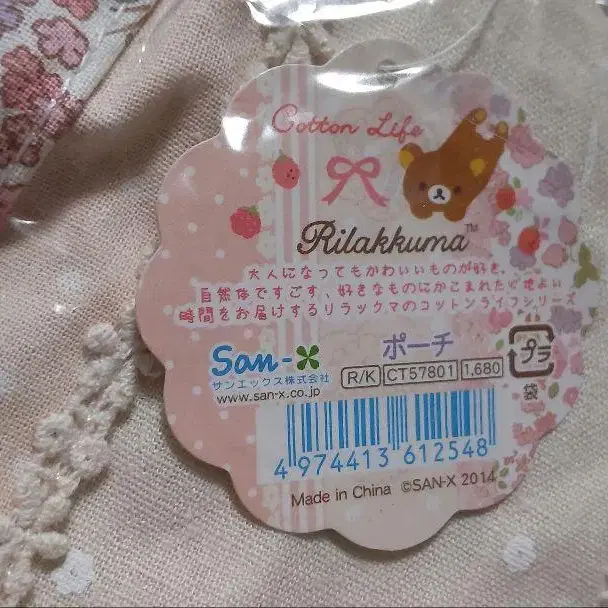 Cotton Life
Rilakkuma™
大人になってもかわいいものが好き。
自然体ですごす、好きなものにかこまれた心地よい
時間をお届けするリラックマのコットンライフシリーズ
San-X
サンエックス株式会社
www.san-x.co.jp
ポーチ
R/K CT57801 1,680
プラ
袋
4 974413 612548
Made in China ©SAN-X 2014